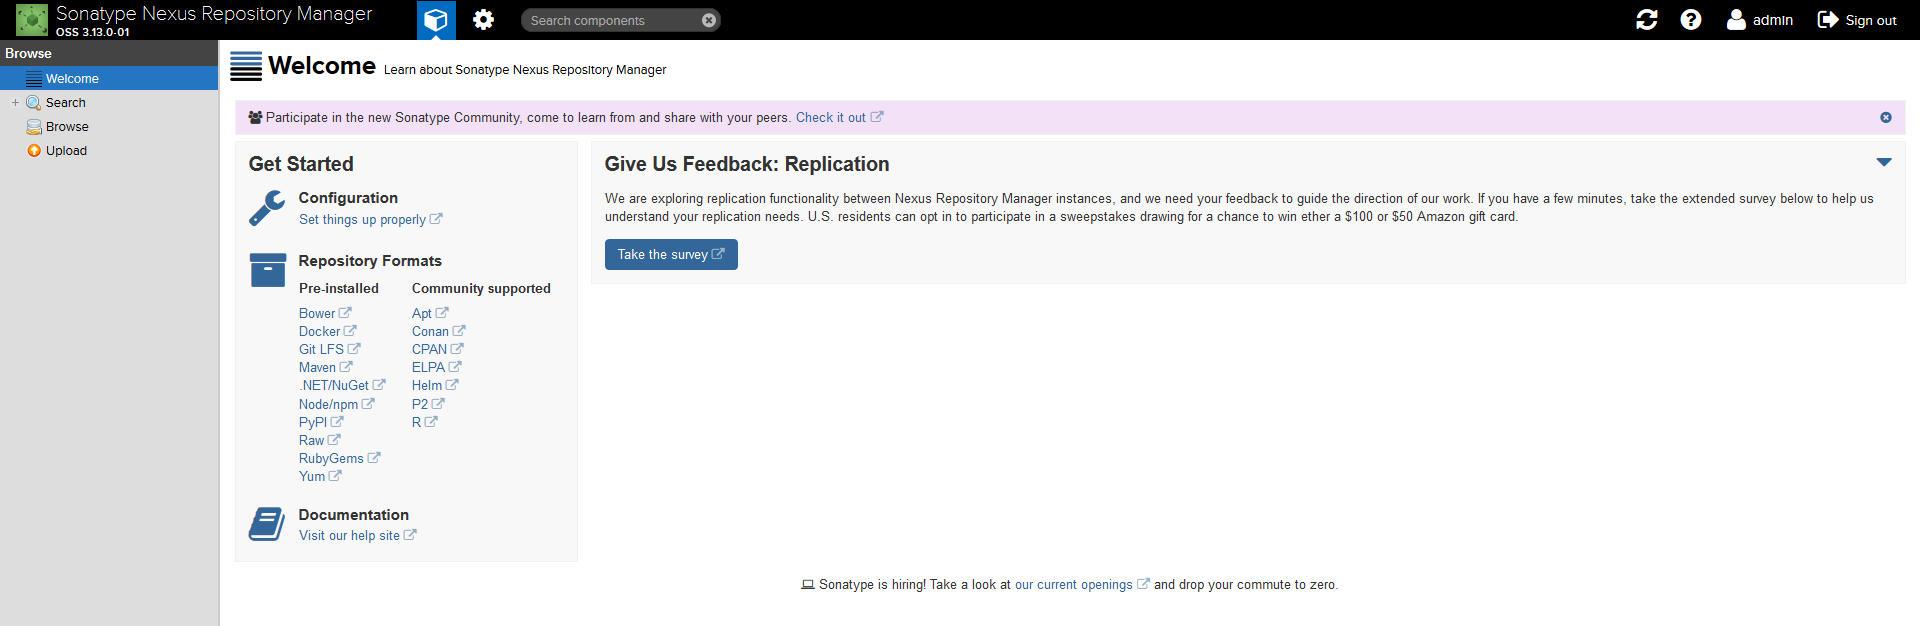 Sonatype Nexus Repository Manager
OSS 3.13.0-01
Search components
admin
Sign out
Browse
Welcome
Search
Browse
Upload
Welcome Learn about Sonatype Nexus Repository Manager
Participate in the new Sonatype Community, come to learn from and share with your peers. Check it out
Get Started
Configuration
Set things up properly
Repository Formats
Pre-installed
Bower
Docker
Git LFS
Maven
.NET/NuGet
Node/npm
PyPI
Raw
RubyGems
Yum
Community supported
Apt
Conan
CPAN
ELPA
Helm
P2
R
Documentation
Visit our help site
Give Us Feedback: Replication
We are exploring replication functionality between Nexus Repository Manager instances, and we need your feedback to guide the direction of our work. If you have a few minutes, take the extended survey below to help us
understand your replication needs. U.S. residents can opt in to participate in a sweepstakes drawing for a chance to win ether a $100 or $50 Amazon gift card.
Take the survey
Sonatype is hiring! Take a look at our current openings and drop your commute to zero.